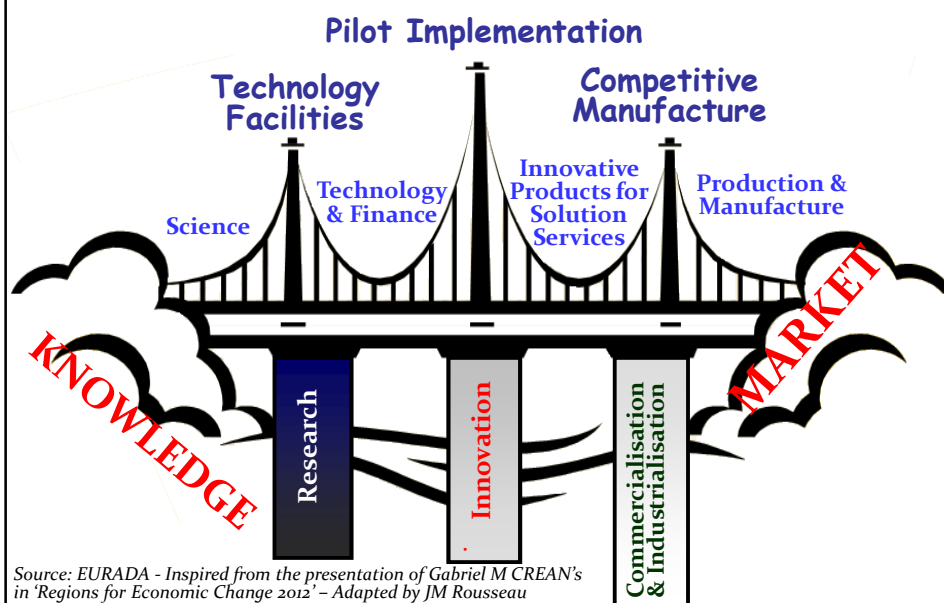 Pilot Implementation
Technology
Facilities
Competitive
Manufacture
Science
Technology
& Finance
Innovative
Products for
Solution
Services
Production &
Manufacture
KNOWLEDGE
MARKET
Research
Innovation
Commercialisation
& Industrialisation
Source: EURADA - Inspired from the presentation of Gabriel M CREAN's
in ‘Regions for Economic Change 2012’ – Adapted by JM Rousseau